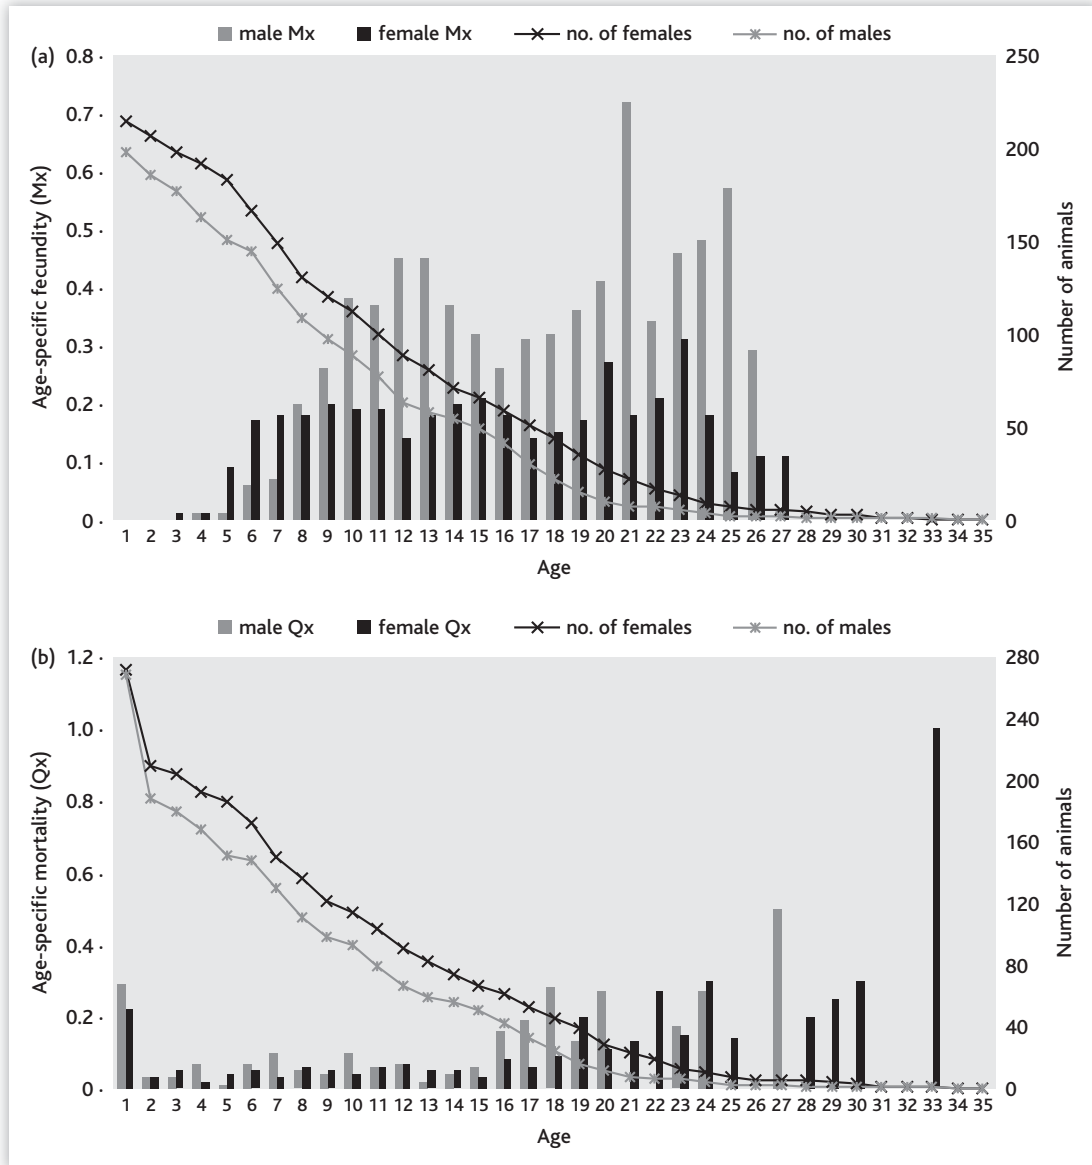 male Mx female Mx no. of females no. of males
(a)
0.8
0.7
0.6
0.5
0.4
0.3
0.2
0.1
0
Age-specific fecundity (Mx)
250
200
150
100
50
0
Number of animals
1 2 3 4 5 6 7 8 9 10 11 12 13 14 15 16 17 18 19 20 21 22 23 24 25 26 27 28 29 30 31 32 33 34 35
Age
male Qx female Qx no. of females no. of males
(b)
1.2
1.0
0.8
0.6
0.4
0.2
0
Age-specific mortality (Qx)
280
240
200
160
120
80
40
0
Number of animals
1 2 3 4 5 6 7 8 9 10 11 12 13 14 15 16 17 18 19 20 21 22 23 24 25 26 27 28 29 30 31 32 33 34 35
Age